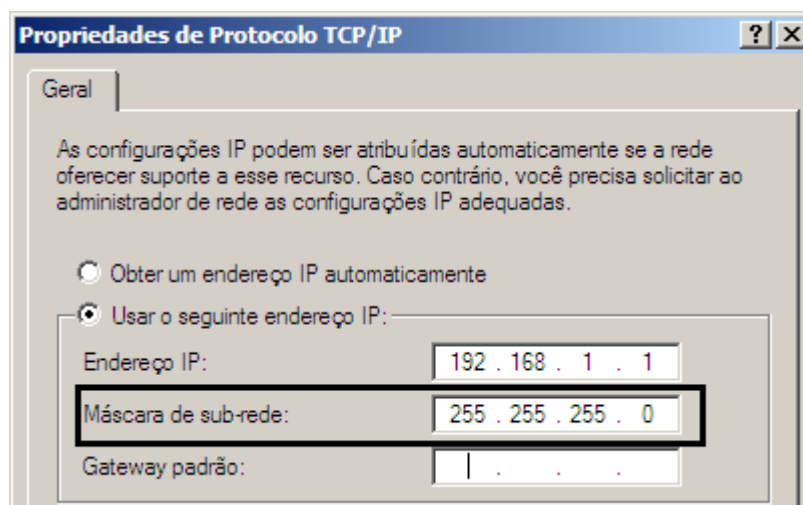 Propriedades de Protocolo TCP/IP
Geral
As configurações IP podem ser atribuídas automaticamente se a rede
oferecer suporte a esse recurso. Caso contrário, você precisa solicitar ao
administrador de rede as configurações IP adequadas.
Obter um endereço IP automaticamente
Usar o seguinte endereço IP:
Endereço IP: 192 . 168 . 1 . 1
Máscara de sub-rede: 255 . 255 . 255 . 0
Gateway padrão: . . .